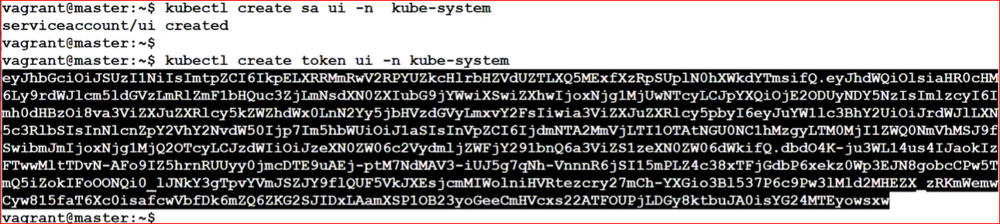 vagrant@master:~$ kubectl create sa ui -n  kube-system
serviceaccount/ui created
vagrant@master:~$
vagrant@master:~$ kubectl create token ui -n kube-system
eyJhbGciOiJSUzI1NiIsImtpZCI6IkpELXRRMmRwV2RPYUZkcHlrbHZVdUZTLXQ5MExfXzRpSUplN0hXWkdYTmsifQ.eyJhdWQiOlsiaHR0cHM
6Ly9rdWJlcm5ldGVzLmRlZmF1bHQuc3ZjLmNsdXN0ZXIubG9jYWwiXSwiZXhwIjoxNjg1MjUwNTcyLCJpYXQiOjE2ODUyNDY5NzIsImlzcyI6I
mh0dHBzOi8va3ViZXJuZXRlcy5kZWZhdWx0LnN2Yy5jbHVzdGVyLmxvY2FsIiwia3ViZXJuZXRlcy5pbyI6eyJuYW1lc3BhY2UiOiJrdWJlLXN
5c3RlbSIsInNlcnZpY2VhY2NvdW50Ijp7Im5hbWUiOiJ1aSIsInVpZCI6IjdmNTA2MmVjLTI1OTAtNGU0NC1hMzgyLTM0MjI1ZWQ0NmVhMSJ9f
SwibmJmIjoxNjg1MjQ2OTcyLCJzdWIiOiJzeXN0ZW06c2VydmljZWFjY291bnQ6a3ViZS1zeXN0ZW06dWkifQ.dbdO4K-ju3WL14us4IJaokIz
FTwwMltTDvN-AFo9IZ5hrnRUUyy0jmcDTE9uAEj-ptM7NdMAV3-iUJ5g7qNh-VnnnR6jSI15mPLZ4c38xTFjGdbP6xekz0Wp3EJN8gobcCPw5T
mQ5iZokIFoOONQi0_lJNkY3gTpvYVmJSZJY9flQUF5VkJXEsjcmMIWolniHVRtezcry27mCh-YXGio3Bl537P6c9Pw3lMld2MHEZX_zRKmWemw
Cyw815faT6Xc0isafcwVbfDk6mZQ6ZKG2SJIDxLAamXSP1OB23yoGeeCmHVcxs22ATFOUPjLDGy8ktbuJA0isYG24MTEyowsxw
vagrant@master:~$